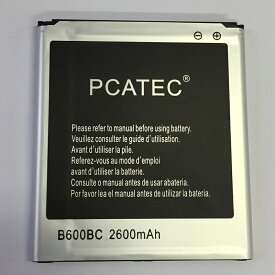 PCATEC®
Please refer to manual before using battery.
Veuillez consulter le guide d'utilisation.
Avant d'utiliser la pile.
Referez-vous au mode d'emploi
avant d'utiliser la batterie.
Consulte o manual antes de usar abateria.
Por favor lea el manual antes de utilizar la batería.
B600BC 2600mAh